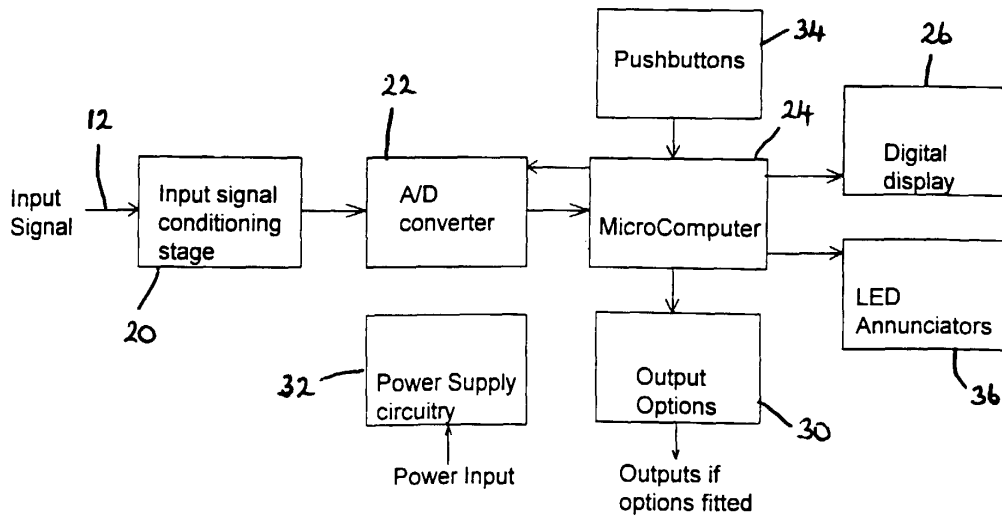 34
Pushbuttons
26
22
24
12
Digital
display
Input
Signal
Input signal
conditioning
stage
A/D
converter
MicroComputer
20
LED
Annunciators
32
Power Supply
circuitry
Output
Options
36
30
Power Input
Outputs if
options fitted